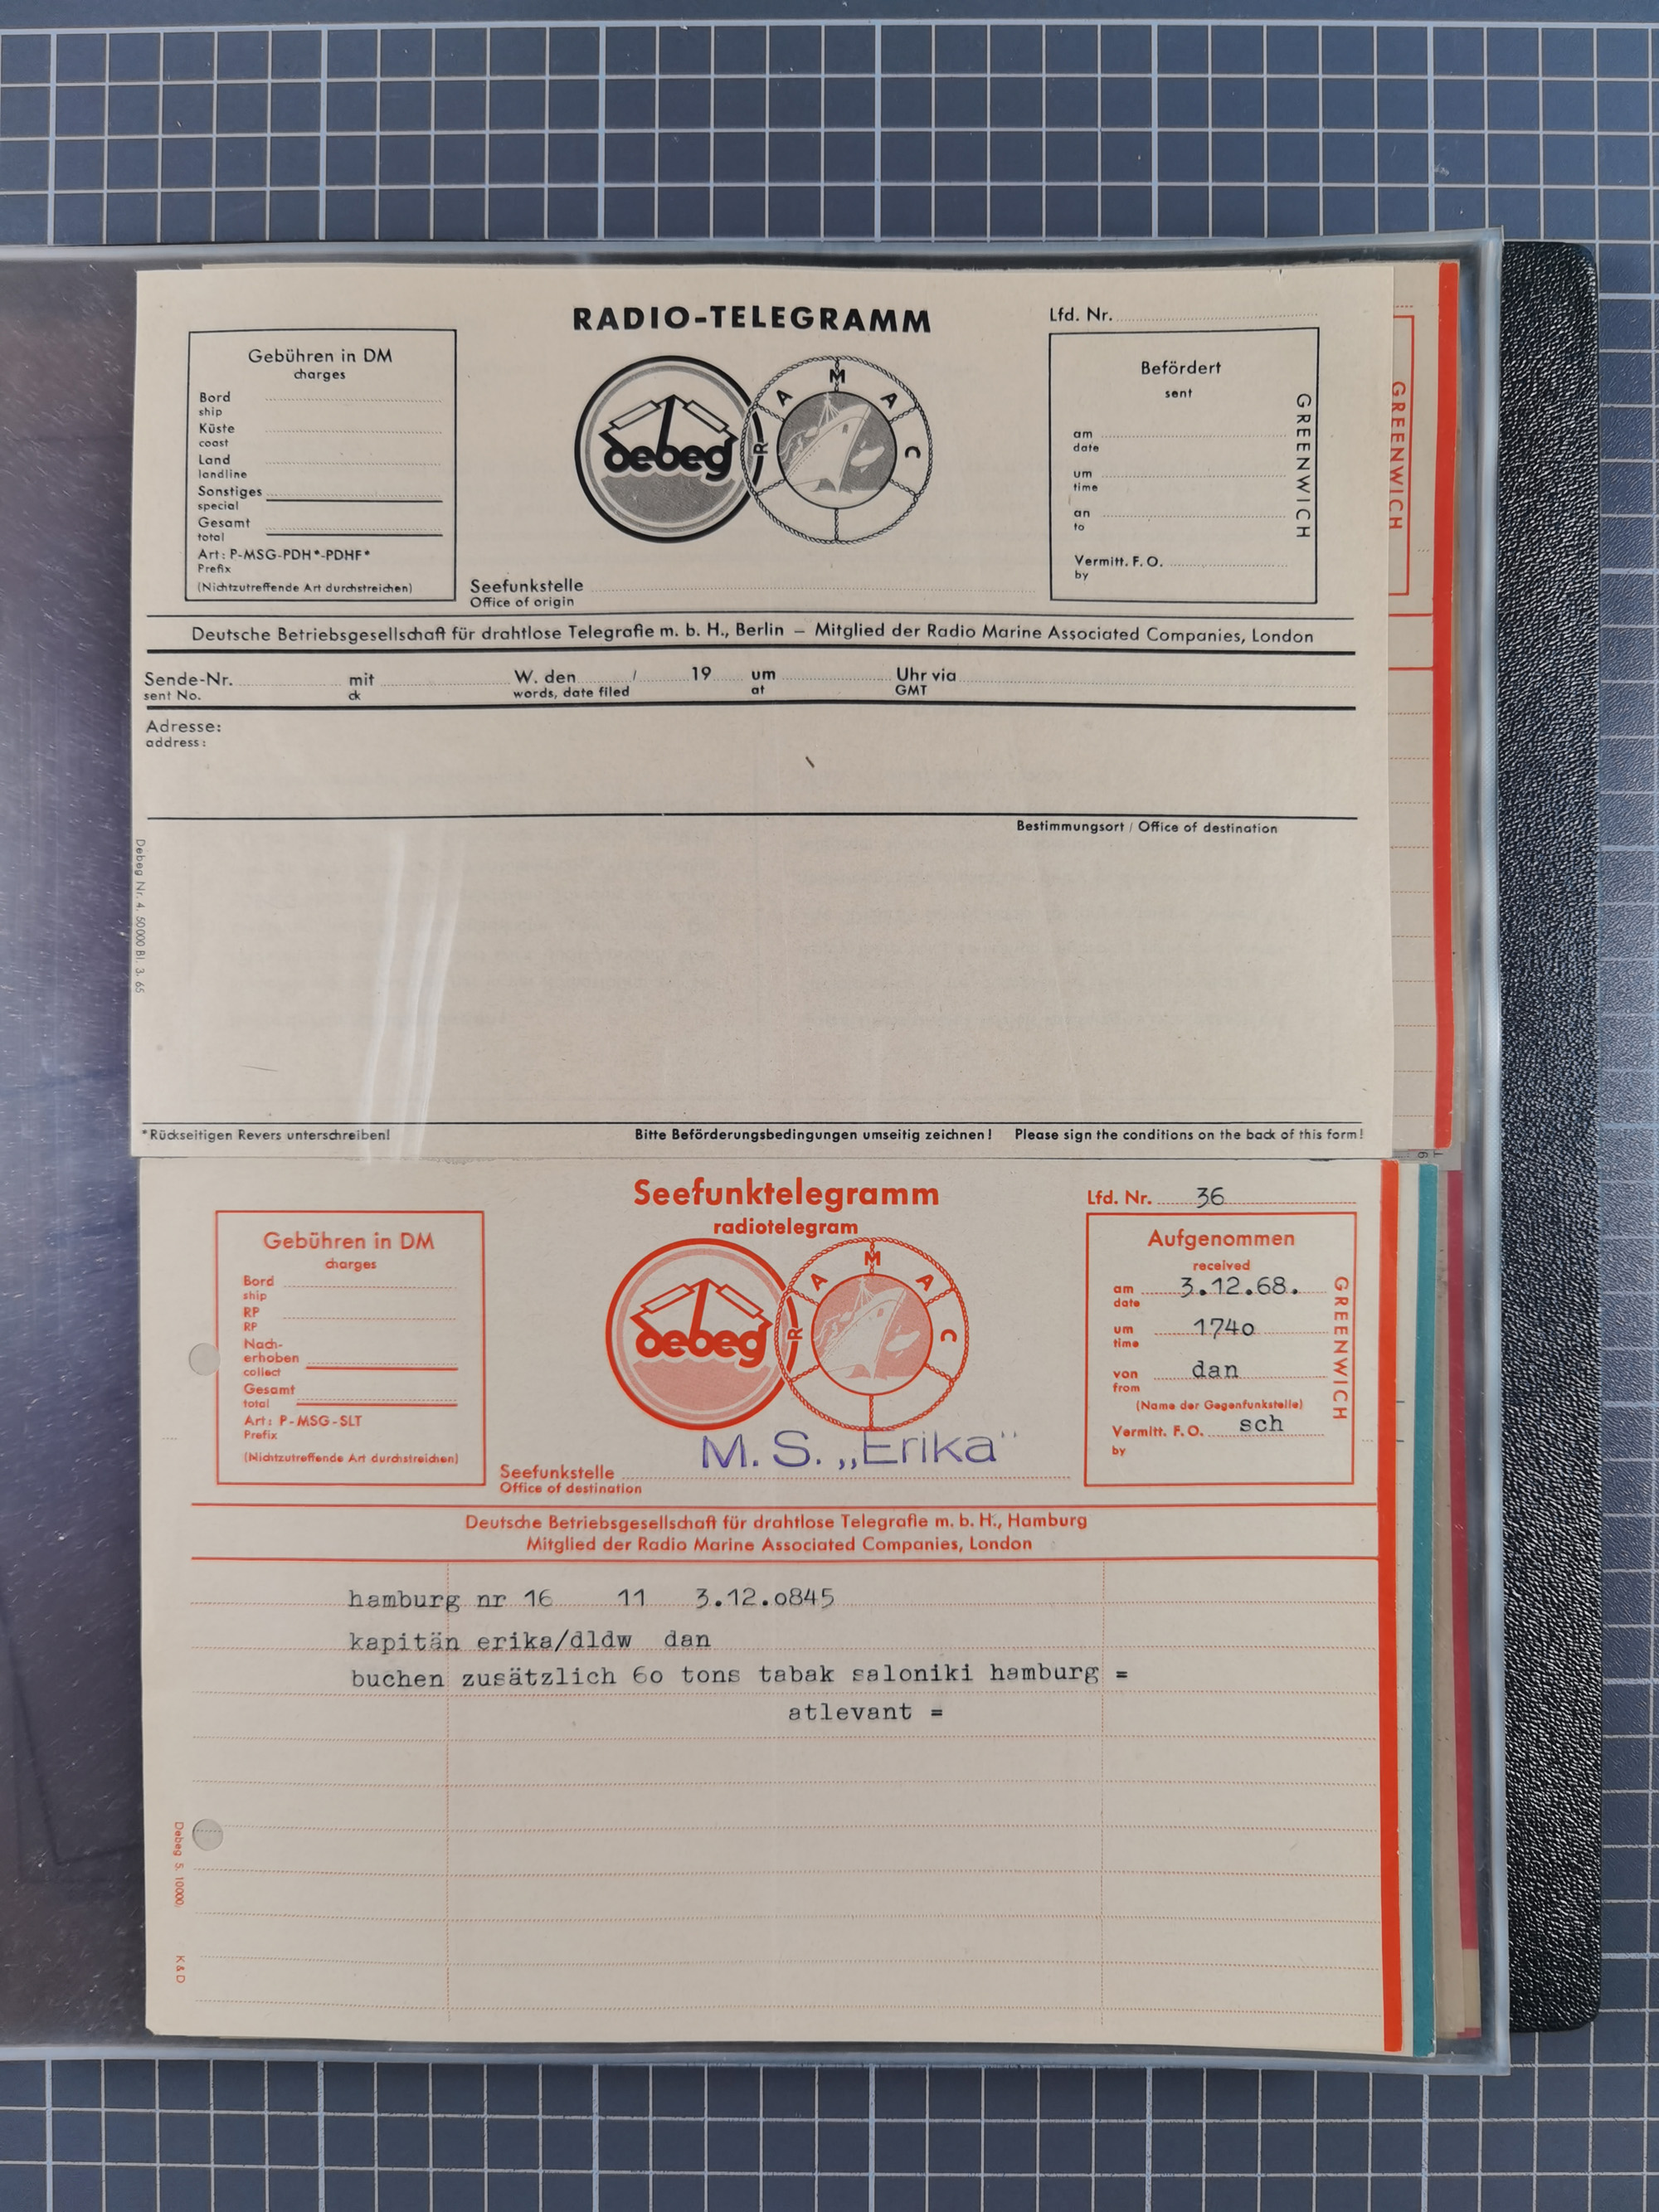 RADIO-TELEGRAMM
Lfd. Nr.
Gebühren in DM
charges
Bord
ship
Küste
coast
Land
landline
Sonstiges
special
Gesamt
total
Art: P-MSG-PDH*-PDHF*
Prefix
(Nichtzutreffende Art durchstreichen)
debeg
R A M A C
Seefunkstelle
Office of origin
Befördert
sent
am
date
um
time
an
to
Vermitt. F. O.
by
GREENWICH
GREENWICH
Deutsche Betriebsgesellschaft für drahtlose Telegrafie m. b. H., Berlin – Mitglied der Radio Marine Associated Companies, London
Sende-Nr. mit W. den / 19 um Uhr via
sent No. ck words, date filed at GMT
Adresse:
address:
Bestimmungsort / Office of destination
Debeg Nr. 4. 50000 Bl. 3. 65
*Rückseitigen Revers unterschreiben! Bitte Beförderungsbedingungen umseitig zeichnen! Please sign the conditions on the back of this form!
Seefunktelegramm
radiotelegram
Lfd. Nr. 36
Gebühren in DM
charges
Bord
ship
RP
RP
Nach-
erhoben
collect
Gesamt
total
Art: P-MSG-SLT
Prefix
(Nichtzutreffende Art durchstreichen)
debeg
R A M A C
M. S. „Erika"
Seefunkstelle
Office of destination
Aufgenommen
received
am 3.12.68.
date
um 174o
time
von dan
from
(Name der Gegenfunkstelle)
Vermitt. F. O. sch
by
GREENWICH
Deutsche Betriebsgesellschaft für drahtlose Telegrafie m. b. H., Hamburg
Mitglied der Radio Marine Associated Companies, London
hamburg nr 16 11 3.12.o845
kapitän erika/dldw dan
buchen zusätzlich 6o tons tabak saloniki hamburg =
atlevant =
Debeg 5. 10000. K & D